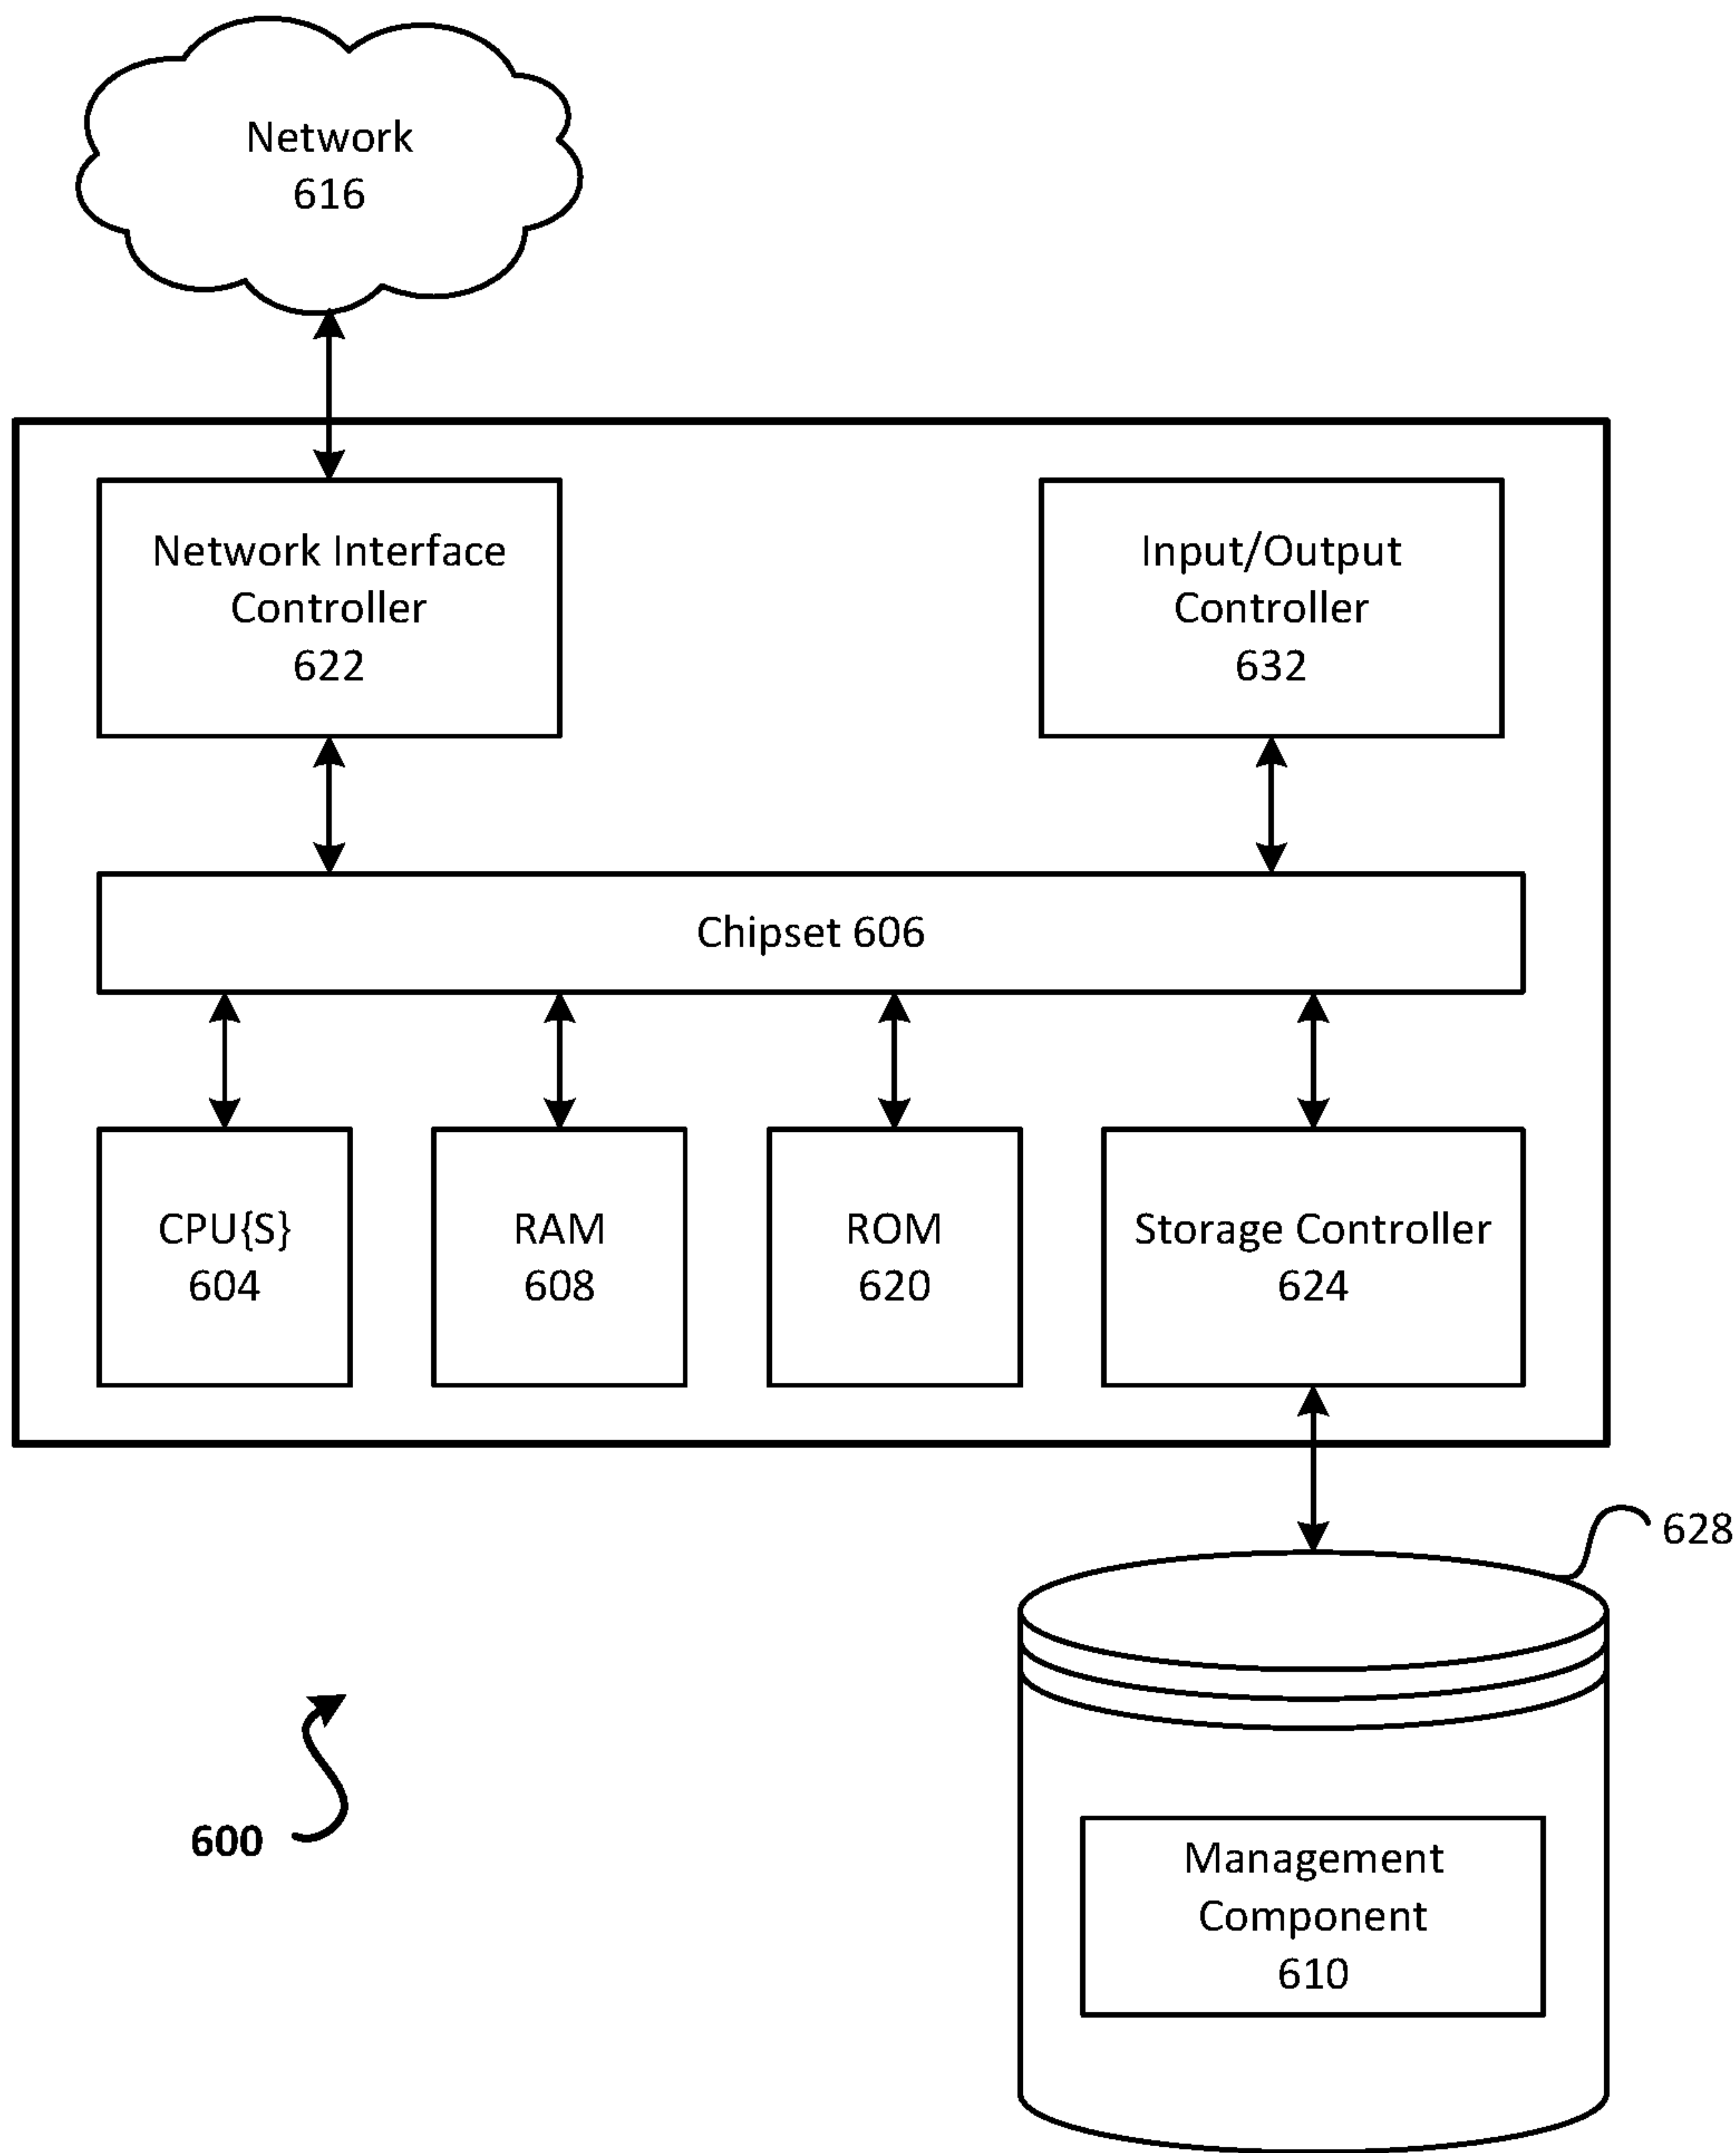 Network
616
Network Interface
Controller
622
Input/Output
Controller
632
Chipset 606
CPU{S}
604
RAM
608
ROM
620
Storage Controller
624
628
600
Management
Component
610